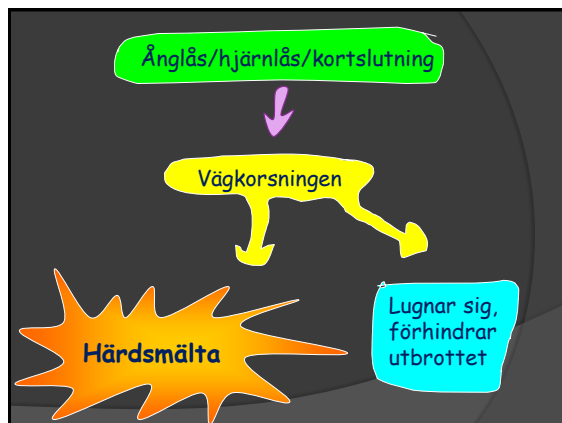 Ånglås/hjärnlås/kortslutning
Vägkorsningen
Härdsmälta
Lugnar sig,
förhindrar
utbrottet